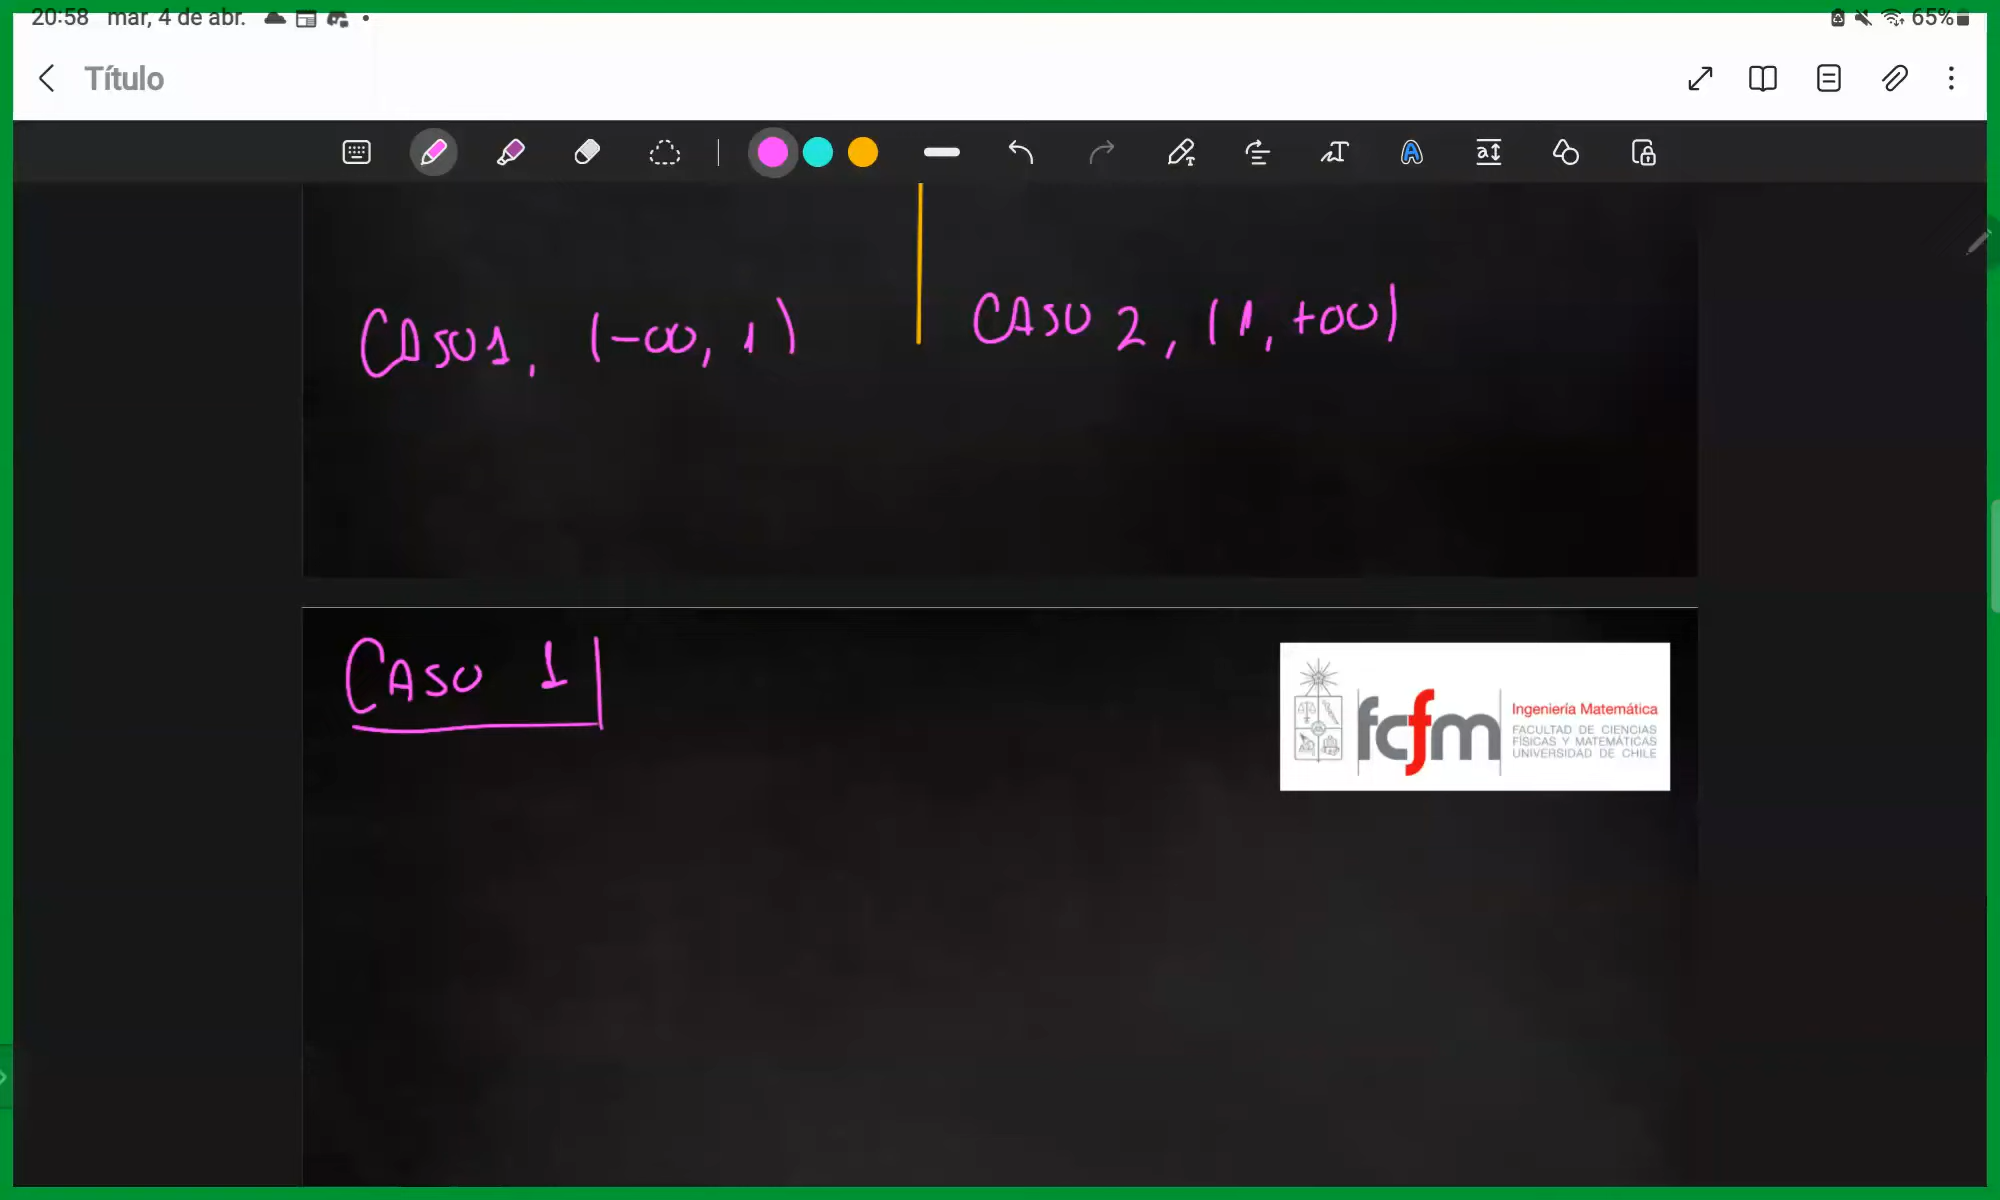 20:58 mar, 4 de abr. 65%
Título
CASO 1, (-∞, 1)
CASO 2, (1, +∞)
CASO 1
fcfm
Ingeniería Matemática
FACULTAD DE CIENCIAS
FÍSICAS Y MATEMÁTICAS
UNIVERSIDAD DE CHILE